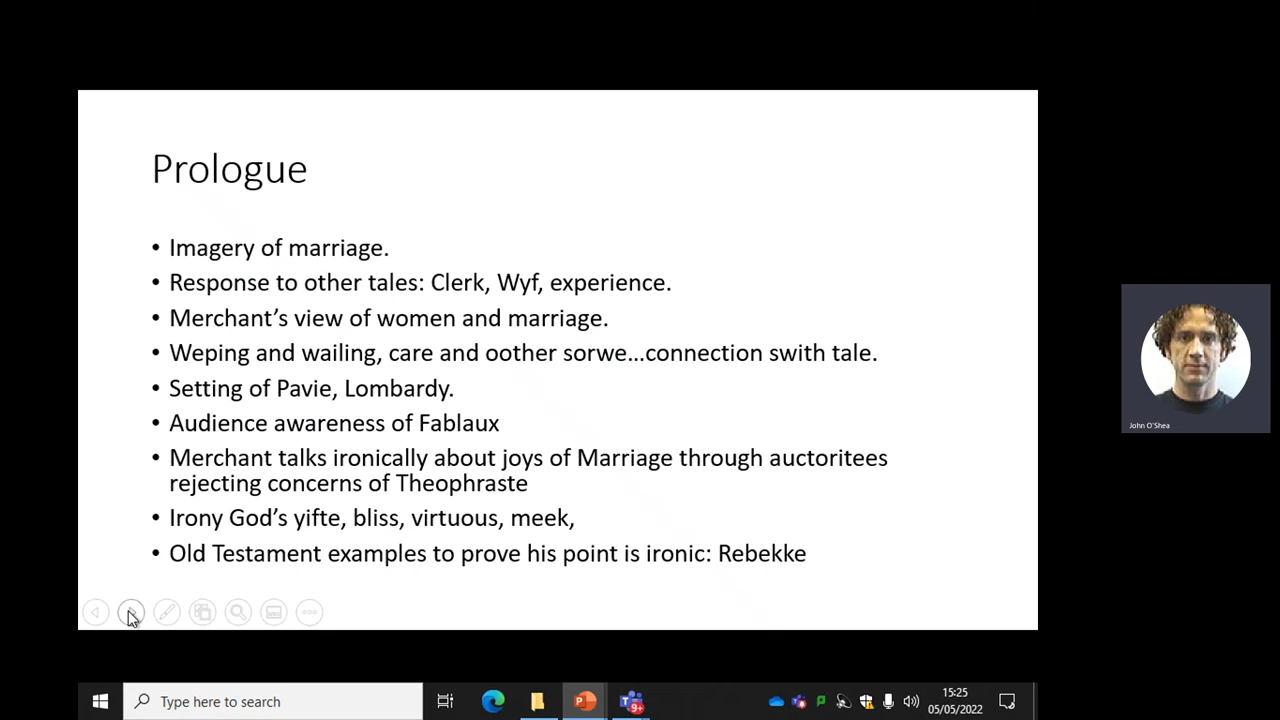 Prologue
• Imagery of marriage.
• Response to other tales: Clerk, Wyf, experience.
• Merchant’s view of women and marriage.
• Weping and wailing, care and oother sorwe…connection swith tale.
• Setting of Pavie, Lombardy.
• Audience awareness of Fablaux
• Merchant talks ironically about joys of Marriage through auctoritees
rejecting concerns of Theophraste
• Irony God’s yifte, bliss, virtuous, meek,
• Old Testament examples to prove his point is ironic: Rebekke
John O'Shea
Type here to search
9+
15:25
05/05/2022